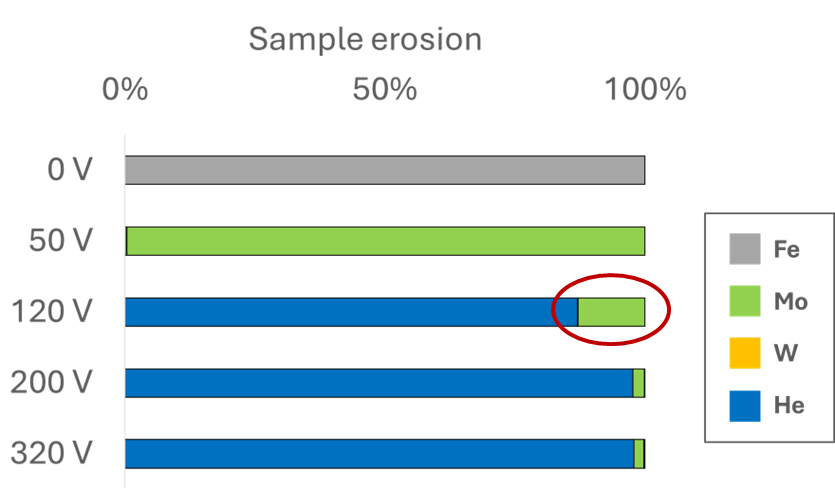 Sample erosion
0% 50% 100%
0 V
50 V
120 V
200 V
320 V
Fe
Mo
W
He